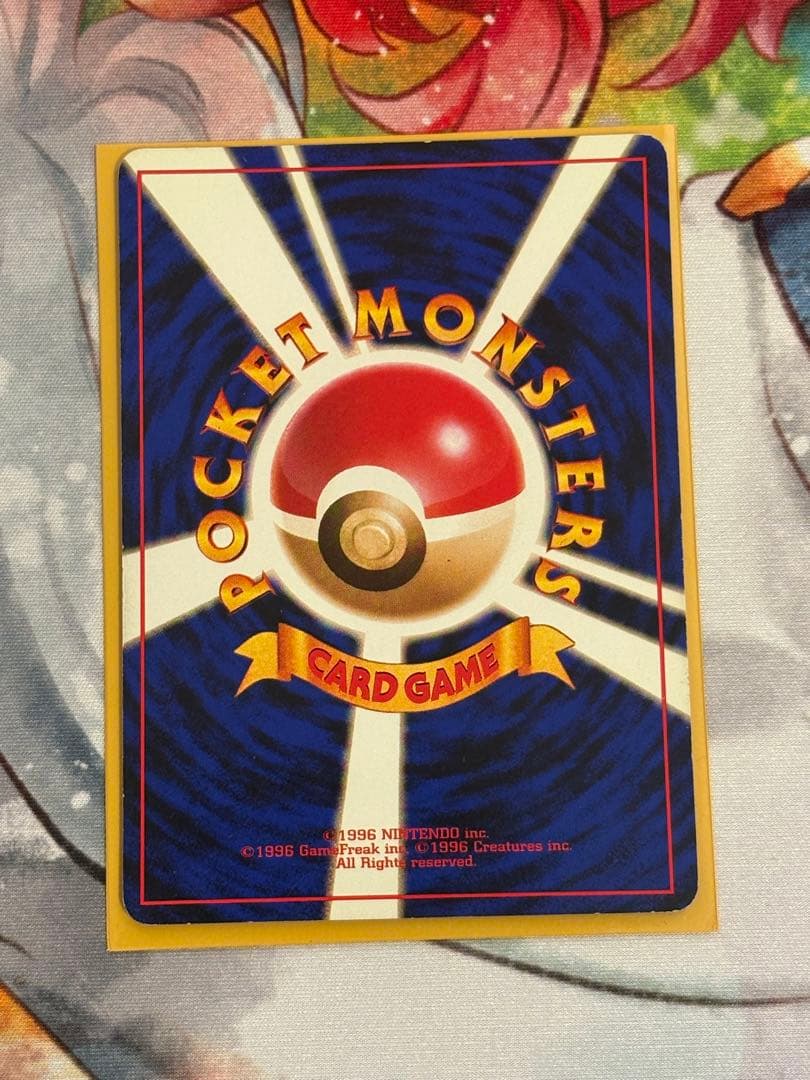 POCKET MONSTERS
CARD GAME
©1996 NINTENDO inc.
©1996 GameFreak inc. ©1996 Creatures inc.
All Rights reserved.